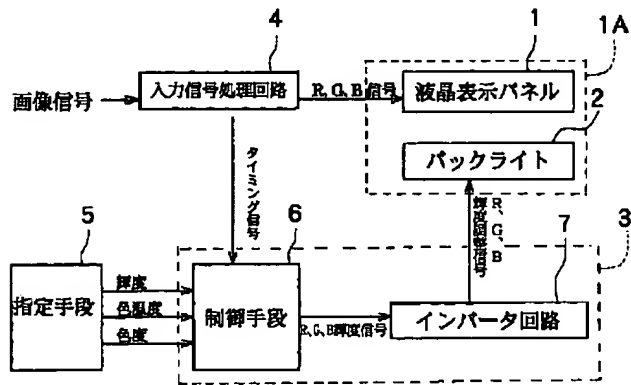 4
1
1A
画像信号
入力信号処理回路
R,G,B信号
液晶表示パネル
2
バックライト
タイミング信号
R、G、B
輝度調整信号
3
5
6
7
指定手段
輝度
色温度
色度
制御手段
R,G,B輝度信号
インバータ回路